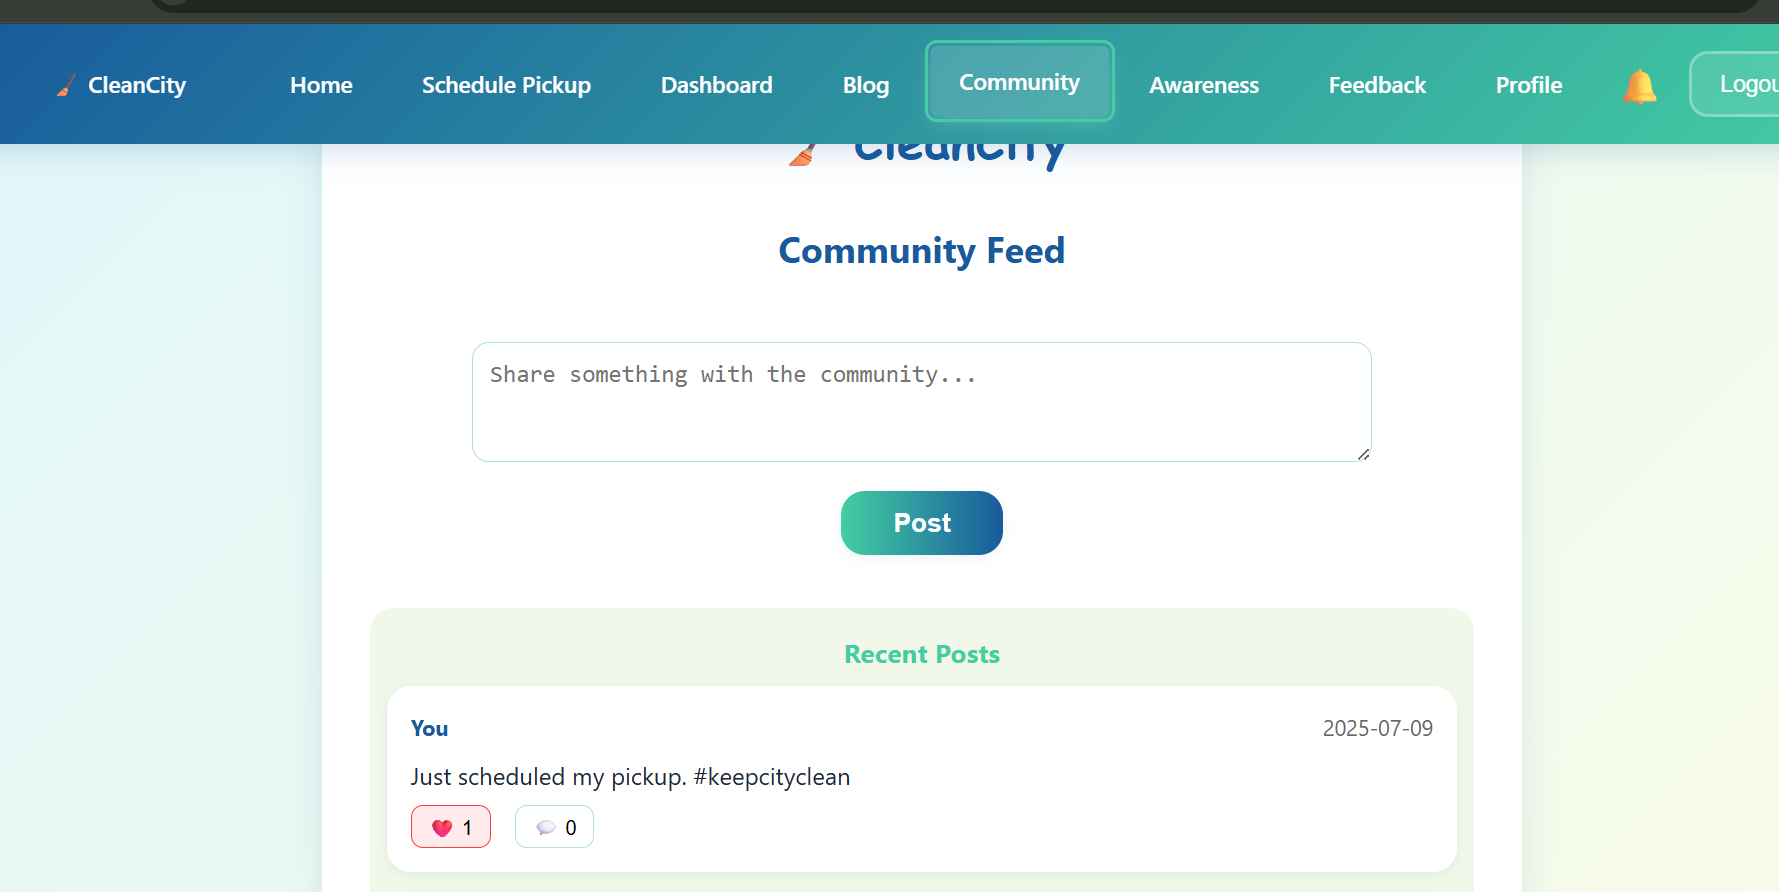 CleanCity Home Schedule Pickup Dashboard Blog Community Awareness Feedback Profile Logou
CleanCity
Community Feed
Share something with the community...
Post
Recent Posts
You 2025-07-09
Just scheduled my pickup. #keepcityclean
1 0